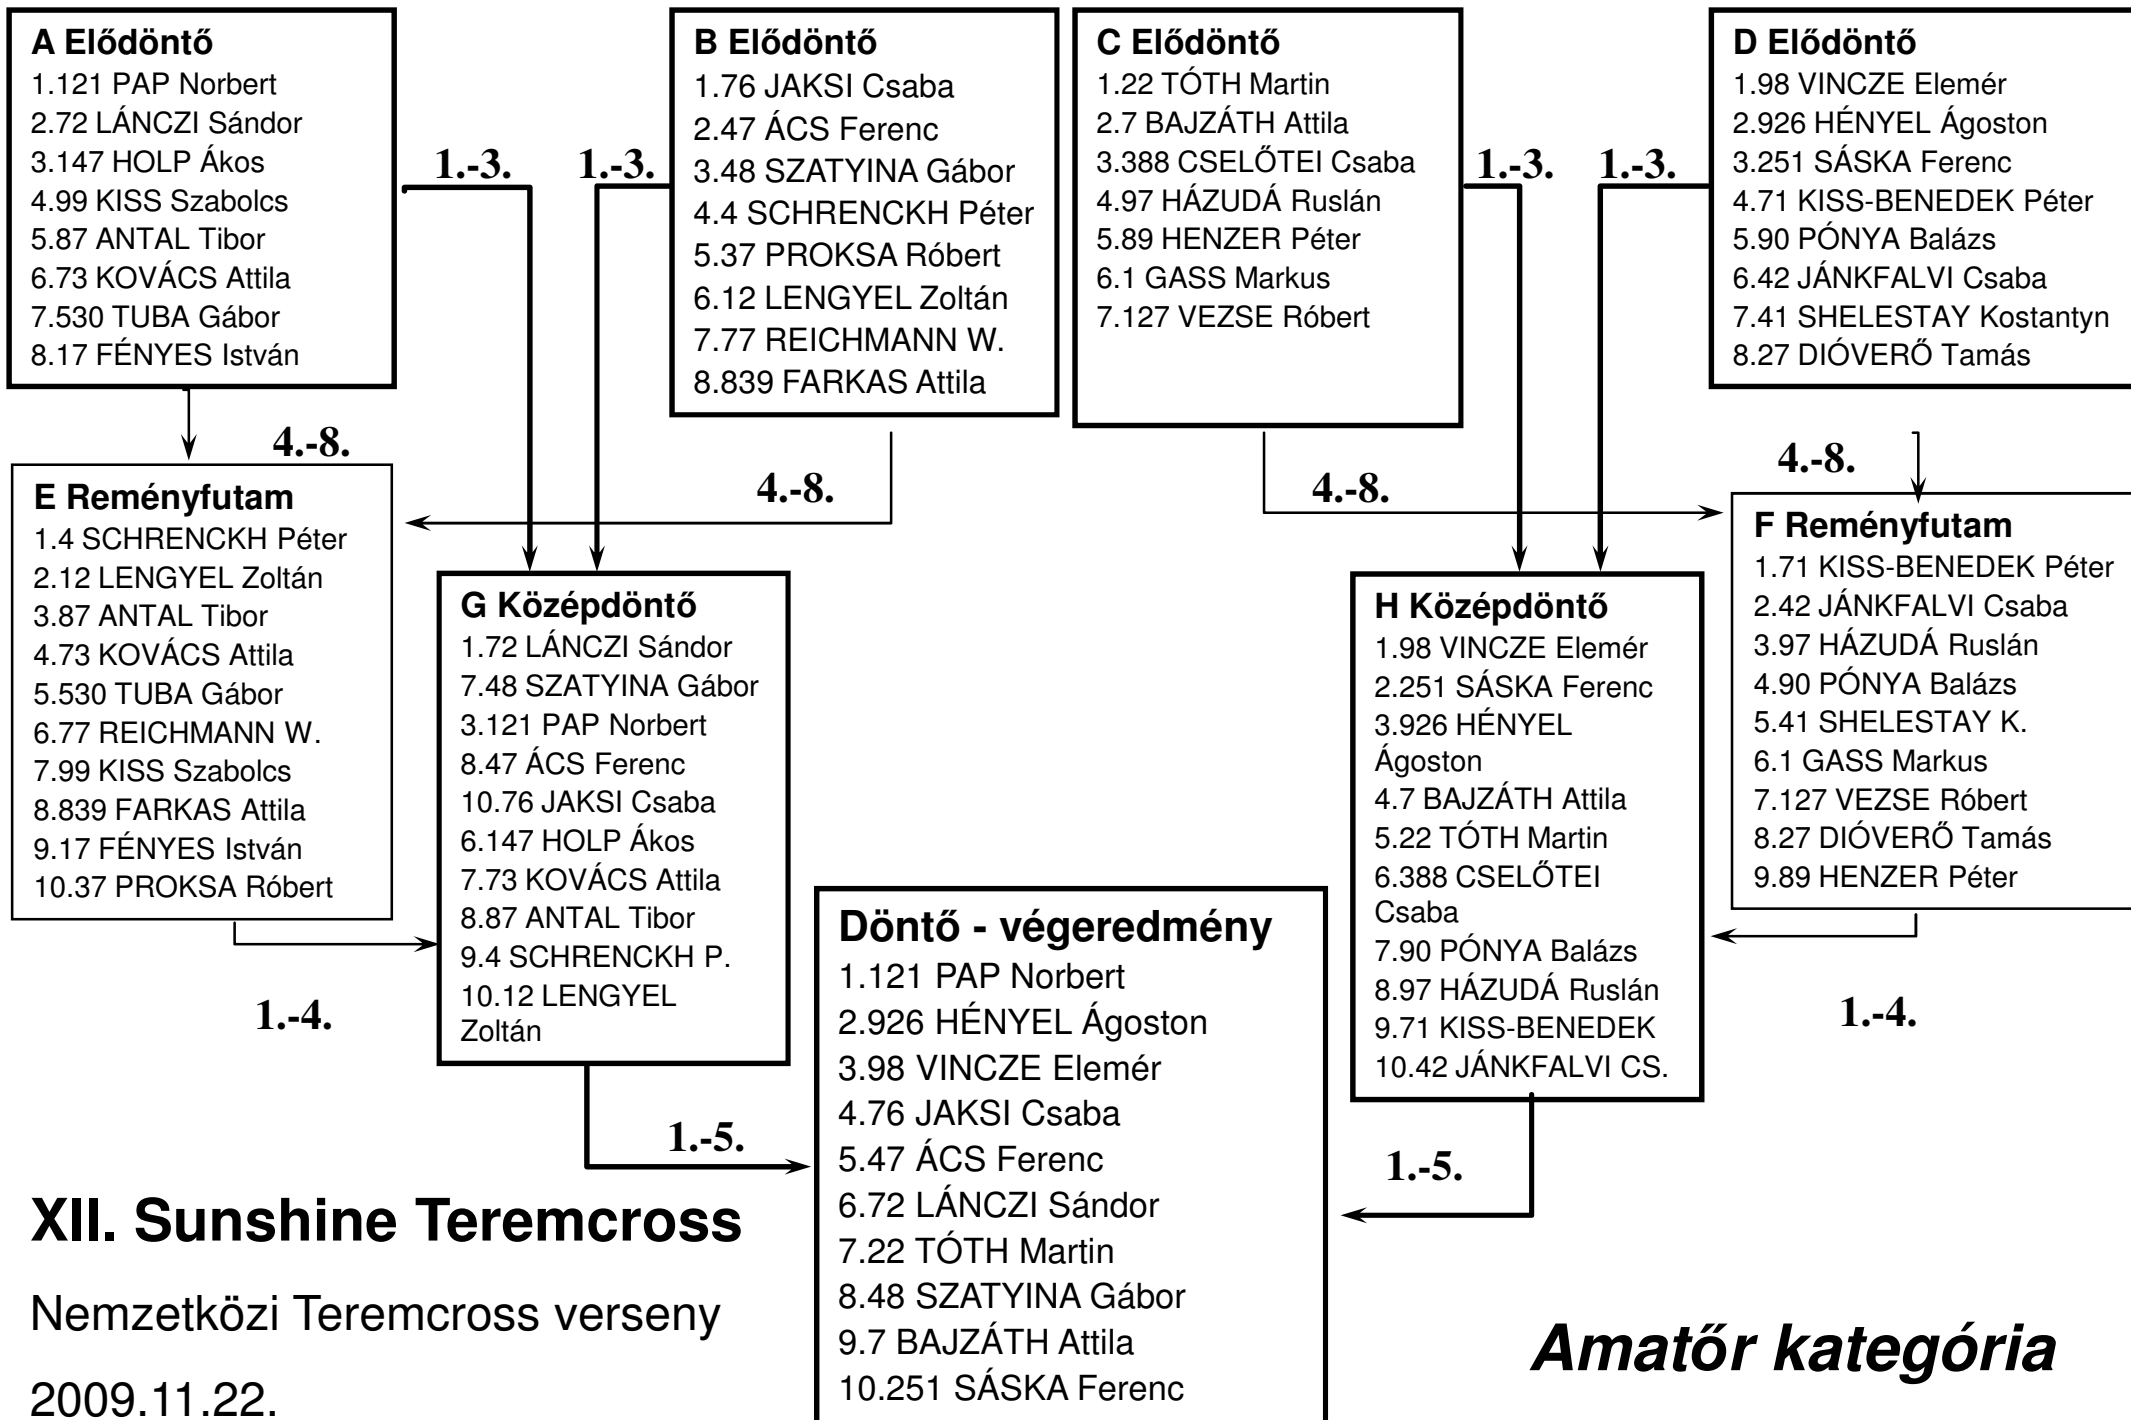 A Elődöntő
1.121 PAP Norbert
2.72 LÁNCZI Sándor
3.147 HOLP Ákos
4.99 KISS Szabolcs
5.87 ANTAL Tibor
6.73 KOVÁCS Attila
7.530 TUBA Gábor
8.17 FÉNYES István
1.-3.
1.-3.
B Elődöntő
1.76 JAKSI Csaba
2.47 ÁCS Ferenc
3.48 SZATYINA Gábor
4.4 SCHRENCKH Péter
5.37 PROKSA Róbert
6.12 LENGYEL Zoltán
7.77 REICHMANN W.
8.839 FARKAS Attila
C Elődöntő
1.22 TÓTH Martin
2.7 BAJZÁTH Attila
3.388 CSELŐTEI Csaba
4.97 HÁZUDÁ Ruslán
5.89 HENZER Péter
6.1 GASS Markus
7.127 VEZSE Róbert
1.-3.
1.-3.
D Elődöntő
1.98 VINCZE Elemér
2.926 HÉNYEL Ágoston
3.251 SÁSKA Ferenc
4.71 KISS-BENEDEK Péter
5.90 PÓNYA Balázs
6.42 JÁNKFALVI Csaba
7.41 SHELESTAY Kostantyn
8.27 DIÓVERŐ Tamás
4.-8.
4.-8.
4.-8.
4.-8.
E Reményfutam
1.4 SCHRENCKH Péter
2.12 LENGYEL Zoltán
3.87 ANTAL Tibor
4.73 KOVÁCS Attila
5.530 TUBA Gábor
6.77 REICHMANN W.
7.99 KISS Szabolcs
8.839 FARKAS Attila
9.17 FÉNYES István
10.37 PROKSA Róbert
G Középdöntő
1.72 LÁNCZI Sándor
7.48 SZATYINA Gábor
3.121 PAP Norbert
8.47 ÁCS Ferenc
10.76 JAKSI Csaba
6.147 HOLP Ákos
7.73 KOVÁCS Attila
8.87 ANTAL Tibor
9.4 SCHRENCKH P.
10.12 LENGYEL
Zoltán
H Középdöntő
1.98 VINCZE Elemér
2.251 SÁSKA Ferenc
3.926 HÉNYEL
Ágoston
4.7 BAJZÁTH Attila
5.22 TÓTH Martin
6.388 CSELŐTEI
Csaba
7.90 PÓNYA Balázs
8.97 HÁZUDÁ Ruslán
9.71 KISS-BENEDEK
10.42 JÁNKFALVI CS.
F Reményfutam
1.71 KISS-BENEDEK Péter
2.42 JÁNKFALVI Csaba
3.97 HÁZUDÁ Ruslán
4.90 PÓNYA Balázs
5.41 SHELESTAY K.
6.1 GASS Markus
7.127 VEZSE Róbert
8.27 DIÓVERŐ Tamás
9.89 HENZER Péter
1.-4.
1.-4.
1.-5.
1.-5.
Döntő - végeredmény
1.121 PAP Norbert
2.926 HÉNYEL Ágoston
3.98 VINCZE Elemér
4.76 JAKSI Csaba
5.47 ÁCS Ferenc
6.72 LÁNCZI Sándor
7.22 TÓTH Martin
8.48 SZATYINA Gábor
9.7 BAJZÁTH Attila
10.251 SÁSKA Ferenc
XII. Sunshine Teremcross
Nemzetközi Teremcross verseny
2009.11.22.
Amatőr kategória